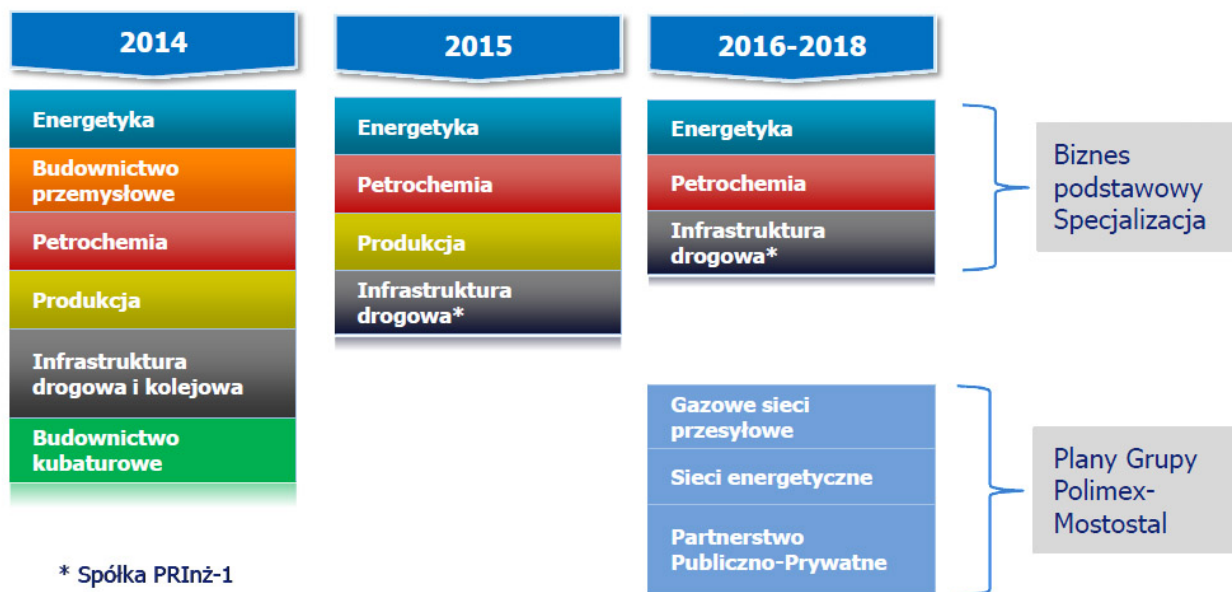 2014
Energetyka
Budownictwo
przemysłowe
Petrochemia
Produkcja
Infrastruktura
drogowa i kolejowa
Budownictwo
kubaturowe
* Spółka PRInż-1
2015
Energetyka
Petrochemia
Produkcja
Infrastruktura
drogowa*
2016-2018
Energetyka
Petrochemia
Infrastruktura
drogowa*
Biznes
podstawowy
Specjalizacja
Gazowe sieci
przesyłowe
Sieci energetyczne
Partnerstwo
Publiczno-Prywatne
Plany Grupy
Polimex-
Mostostal